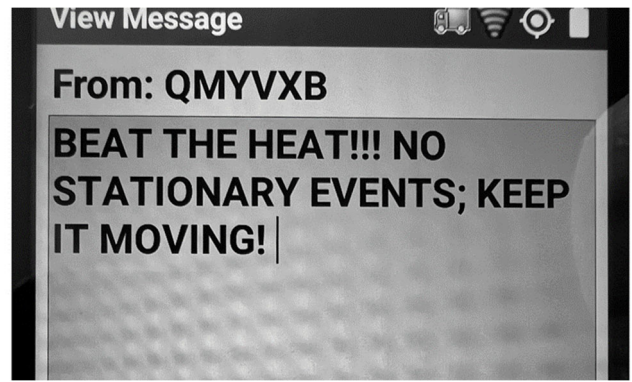 View Message
From: QMYVXB
BEAT THE HEAT!!! NO
STATIONARY EVENTS; KEEP
IT MOVING!